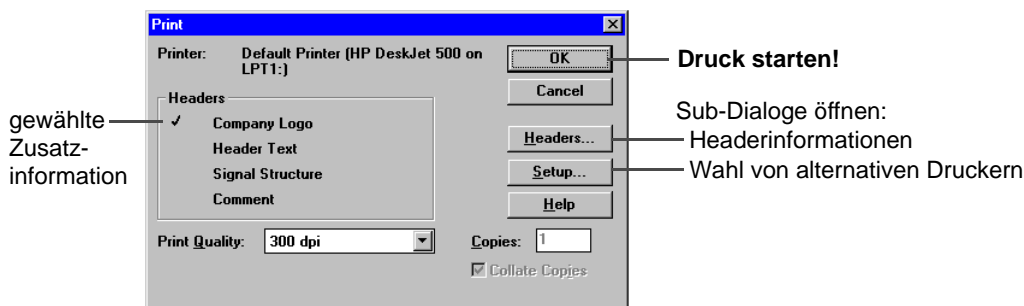 Print
Printer: Default Printer (HP DeskJet 500 on
LPT1:)
OK
Druck starten!
Cancel
Headers
✓ Company Logo
Header Text
Signal Structure
Comment
gewählte
Zusatz-
information
Sub-Dialoge öffnen:
Headers...
Headerinformationen
Setup...
Wahl von alternativen Druckern
Help
Print Quality: 300 dpi
Copies: 1
Collate Copies